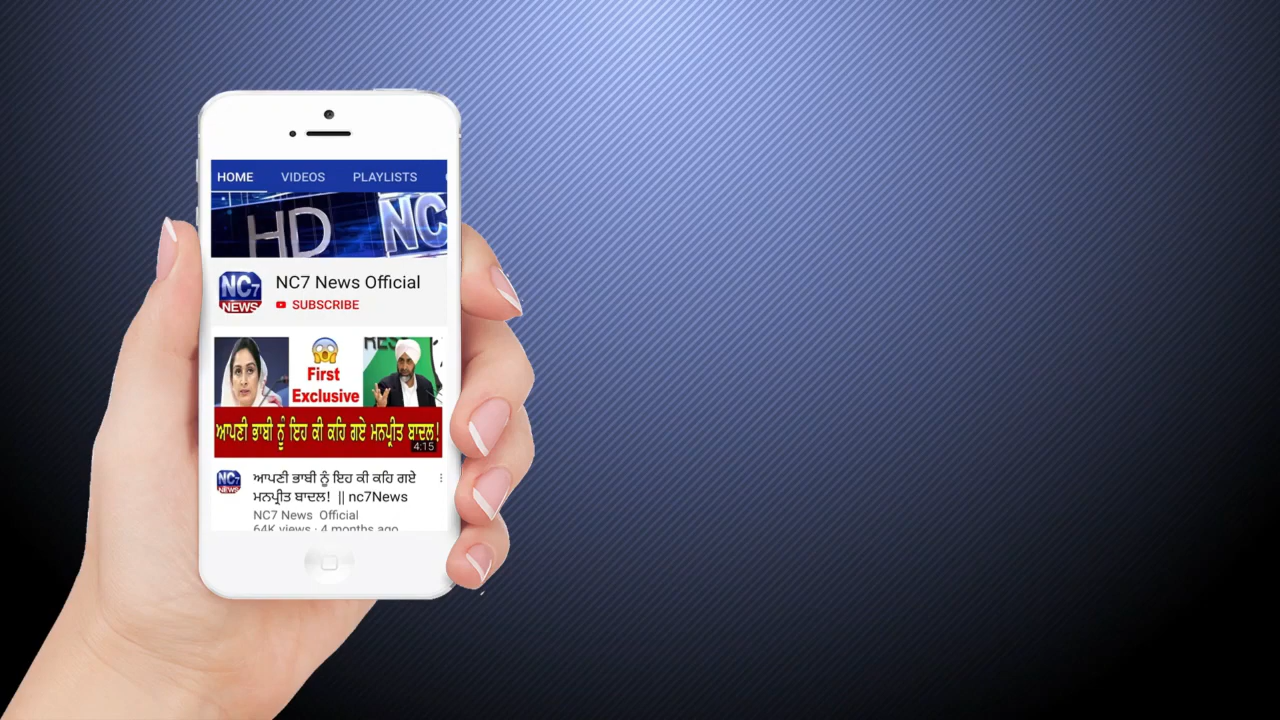 HOME VIDEOS PLAYLISTS
HD NC
NC7 NEWS
NC7 News Official
SUBSCRIBE
First
Exclusive
ਆਪਣੀ ਭਾਬੀ ਨੂੰ ਇਹ ਕੀ ਕਹਿ ਗਏ ਮਨਪ੍ਰੀਤ ਬਾਦਲ!
4:15
NC7 NEWS
ਆਪਣੀ ਭਾਬੀ ਨੂੰ ਇਹ ਕੀ ਕਹਿ ਗਏ
ਮਨਪ੍ਰੀਤ ਬਾਦਲ! || nc7News
NC7 News Official
64K views · 4 months ago